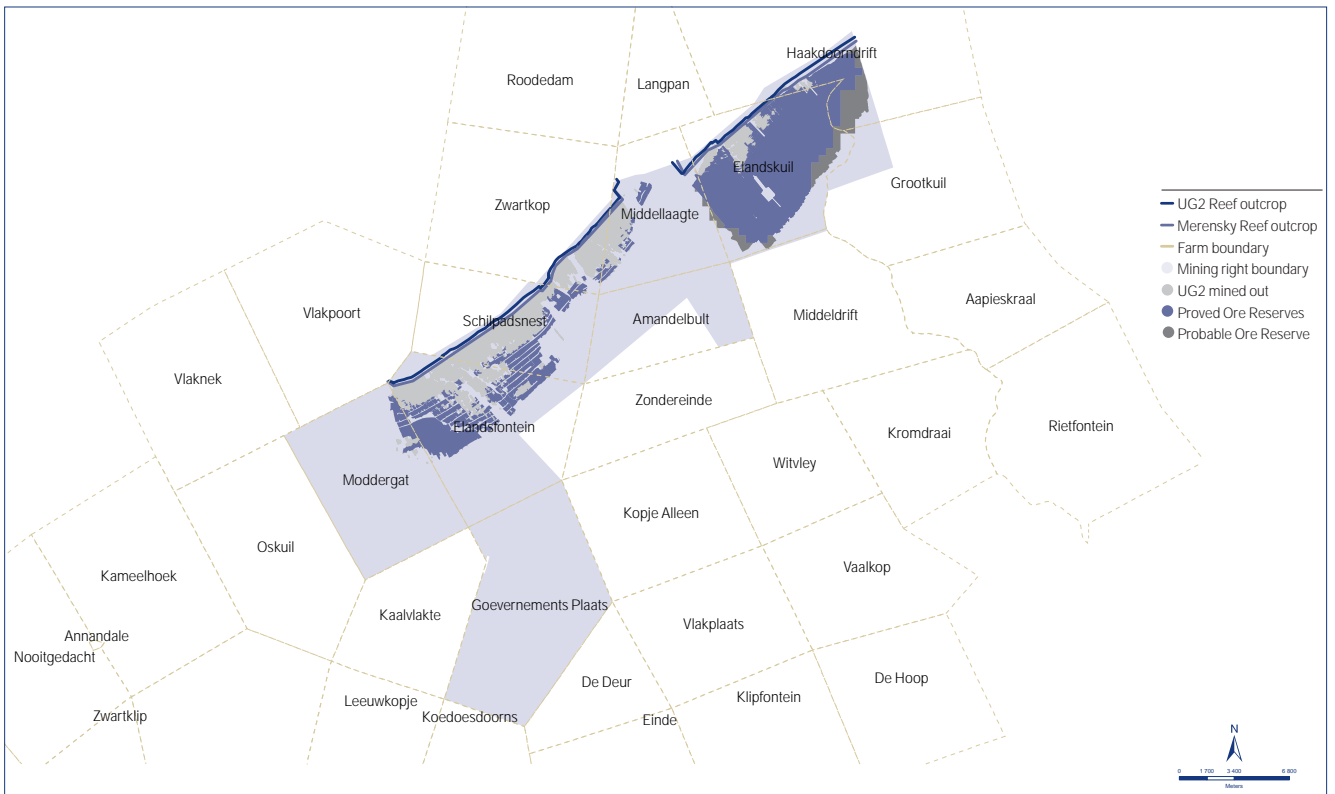 Haakdoorndrift
Roodedam
Langpan
Elandskuil
Grootkuil
Zwartkop
Middellaagte
Aapieskraal
Vlakpoort
Schilpadsnest
Amandelbult
Middeldrift
Vlaknek
Zondereinde
Elandsfontein
Kromdraai
Rietfontein
Witvley
Moddergat
Kopje Alleen
Oskuil
Kameelhoek
Vaalkop
Goevernements Plaats
Kaalvlakte
Vlakplaats
Annandale
Nooitgedacht
De Deur
De Hoop
Leeuwkopje
Klipfontein
Koedoesdoorns
Zwartklip
Einde
UG2 Reef outcrop
Merensky Reef outcrop
Farm boundary
Mining right boundary
UG2 mined out
Proved Ore Reserves
Probable Ore Reserve
N
0 1 700 3 400 6 800
Meters